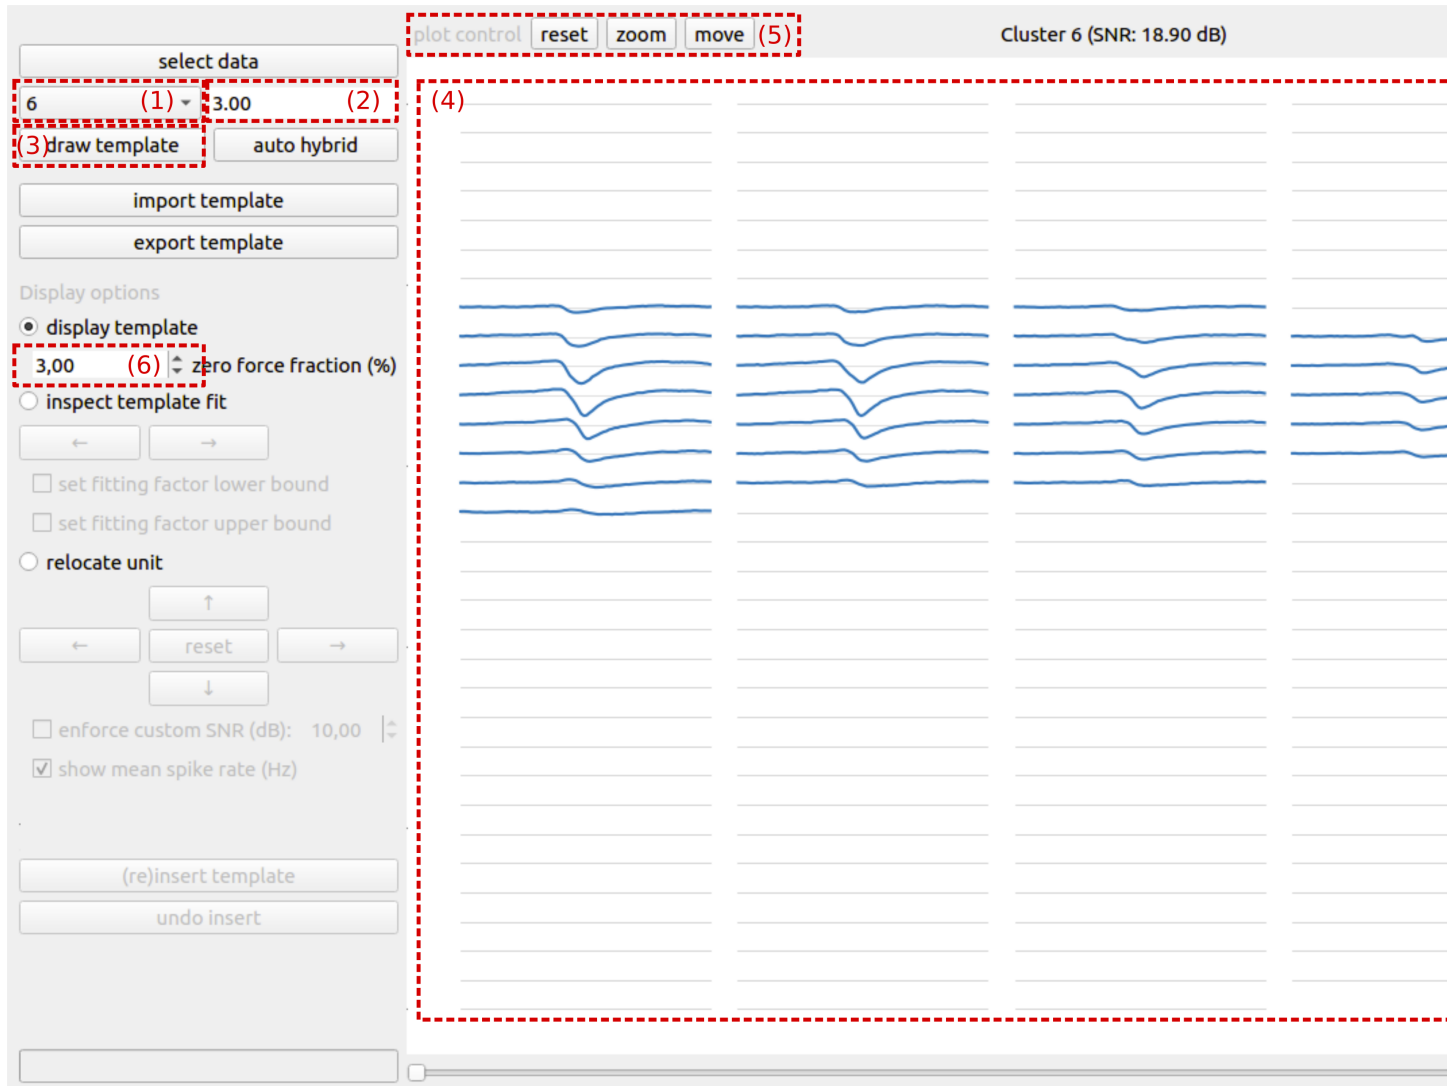 plot control reset zoom move (5) Cluster 6 (SNR: 18.90 dB)
select data
6 (1) 3.00 (2) (4)
(3) draw template auto hybrid
import template
export template
Display options
display template
3,00 (6) zero force fraction (%)
inspect template fit
← →
set fitting factor lower bound
set fitting factor upper bound
relocate unit
↑
← reset →
↓
enforce custom SNR (dB): 10,00
show mean spike rate (Hz)
(re)insert template
undo insert